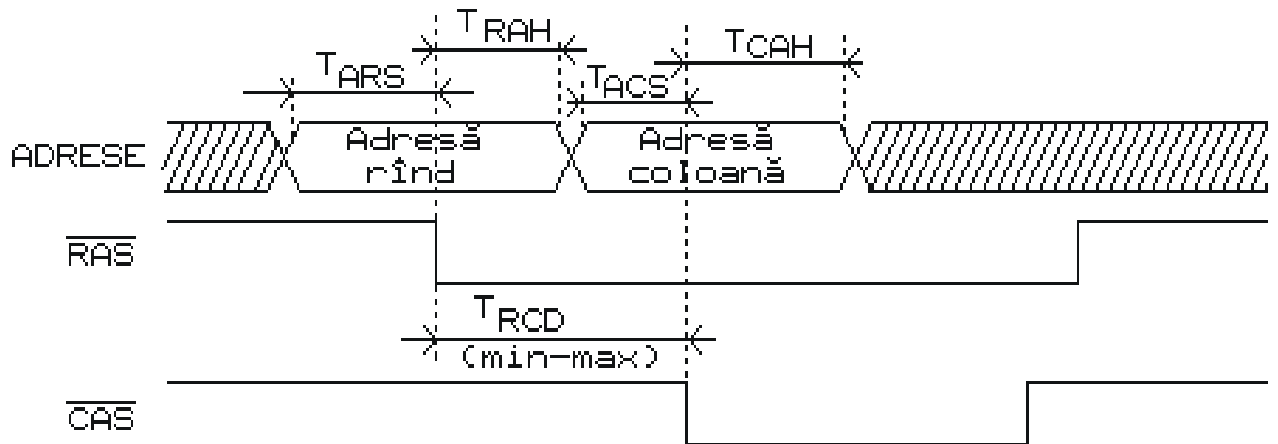 TRAH
TCAH
TARS
TACS
ADRESE
Adresă
rînd
Adresă
coloană
RAS
TRCD
(min-max)
CAS